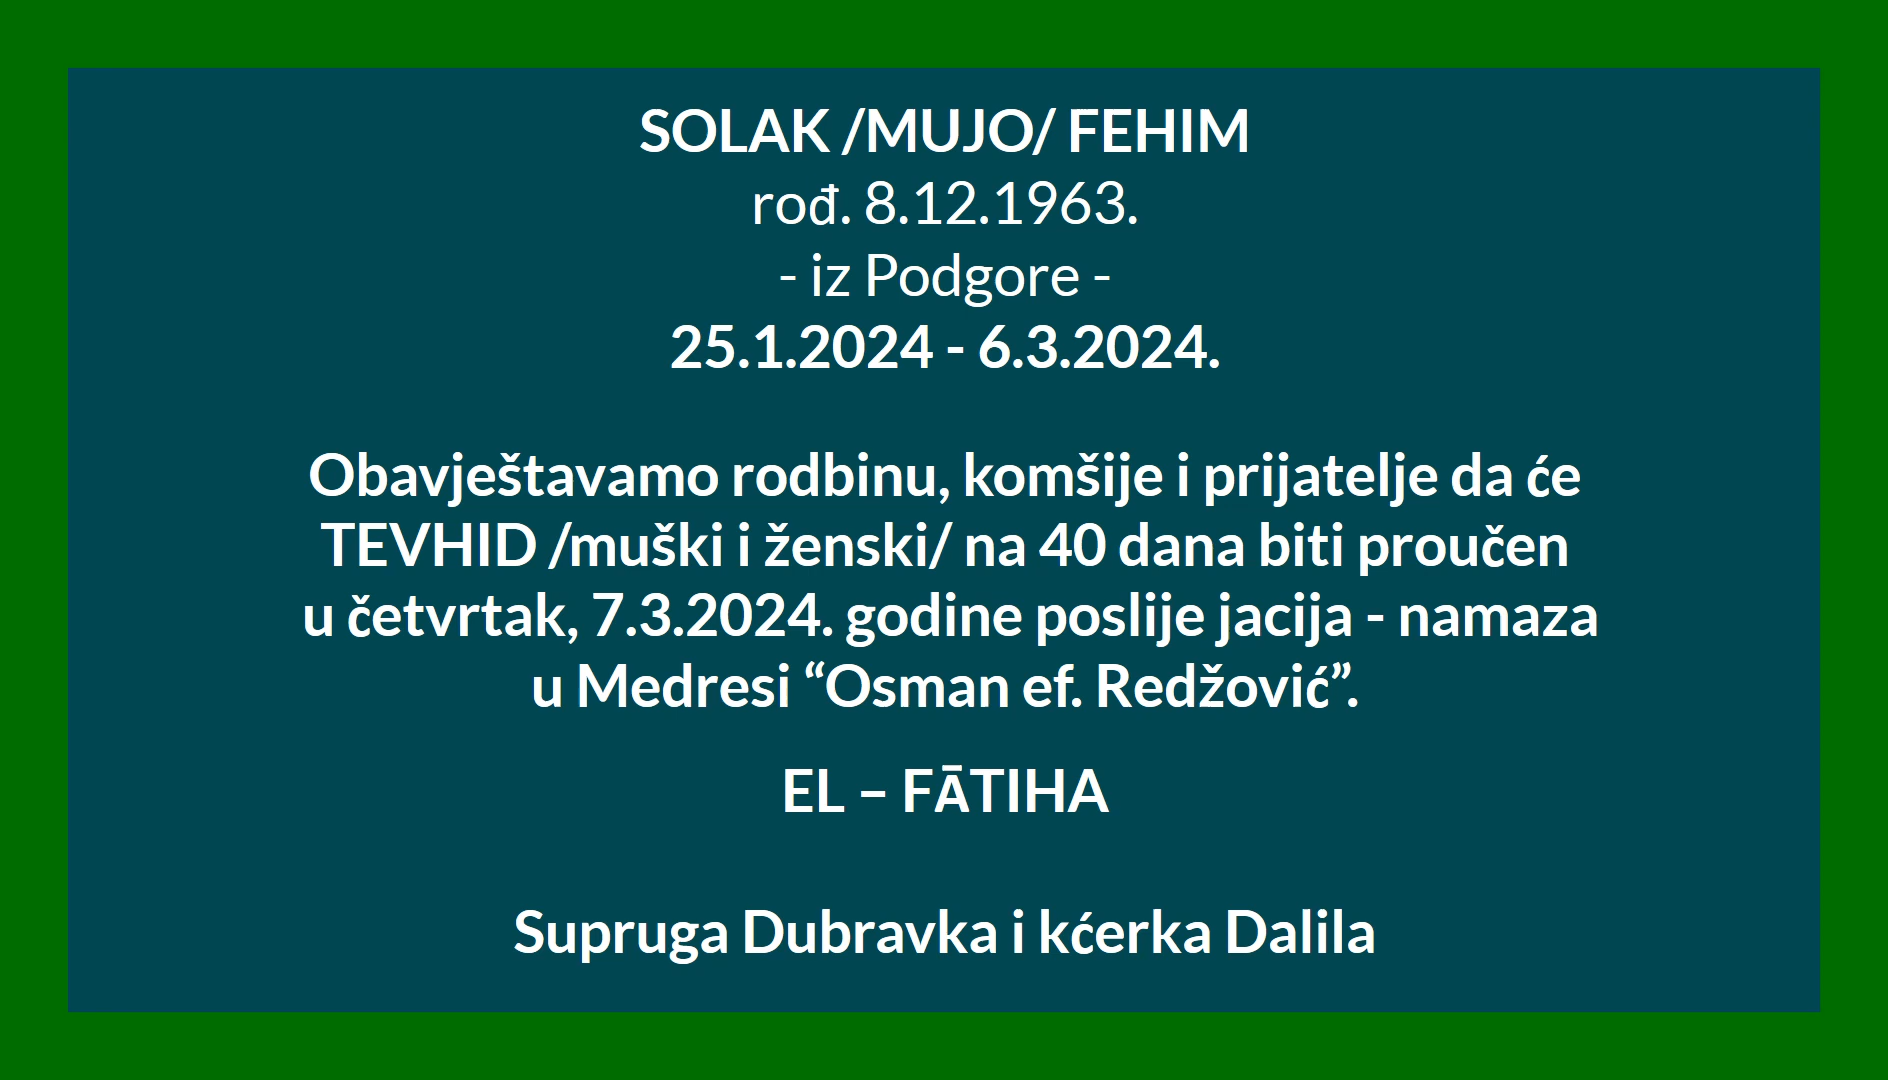 SOLAK /MUJO/ FEHIM
rođ. 8.12.1963.
- iz Podgore -
25.1.2024 - 6.3.2024.
Obavještavamo rodbinu, komšije i prijatelje da će
TEVHID /muški i ženski/ na 40 dana biti proučen
u četvrtak, 7.3.2024. godine poslije jacija - namaza
u Medresi “Osman ef. Redžović”.
EL – FĀTIHA
Supruga Dubravka i kćerka Dalila